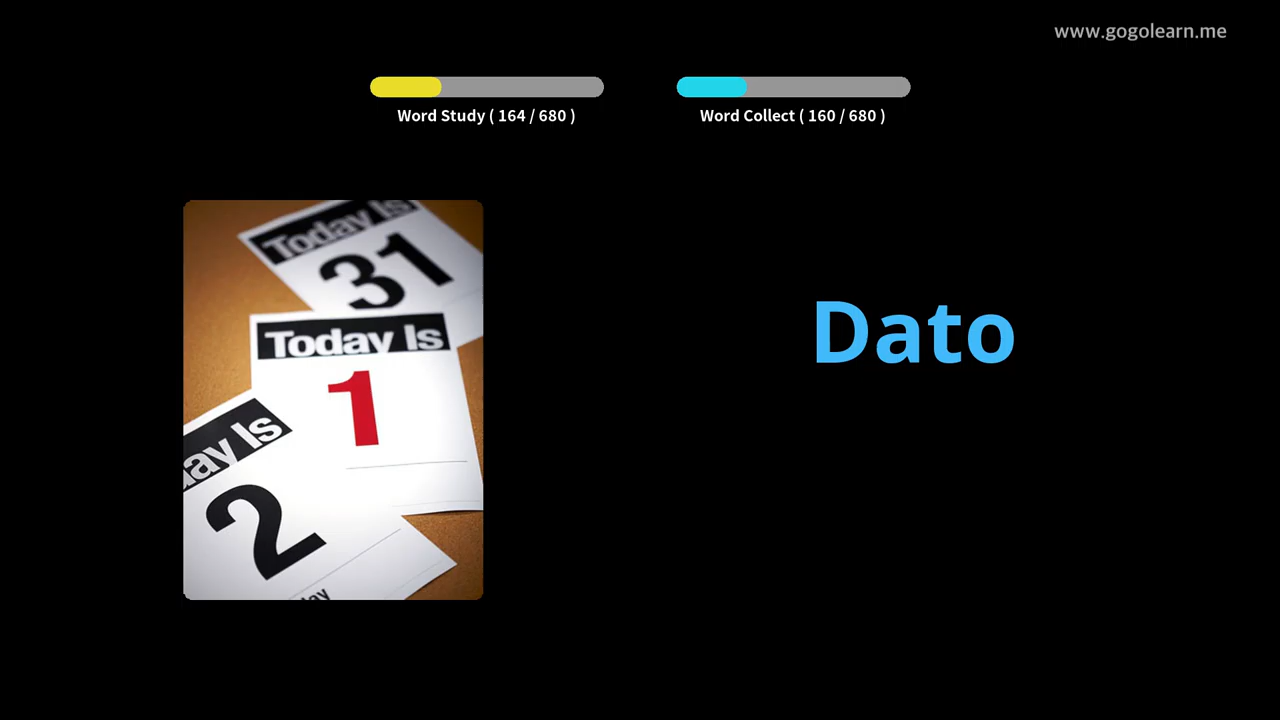 www.gogolearn.me
Word Study ( 164 / 680 )
Word Collect ( 160 / 680 )
Today Is
31
Today Is
1
ay Is
2
Dato